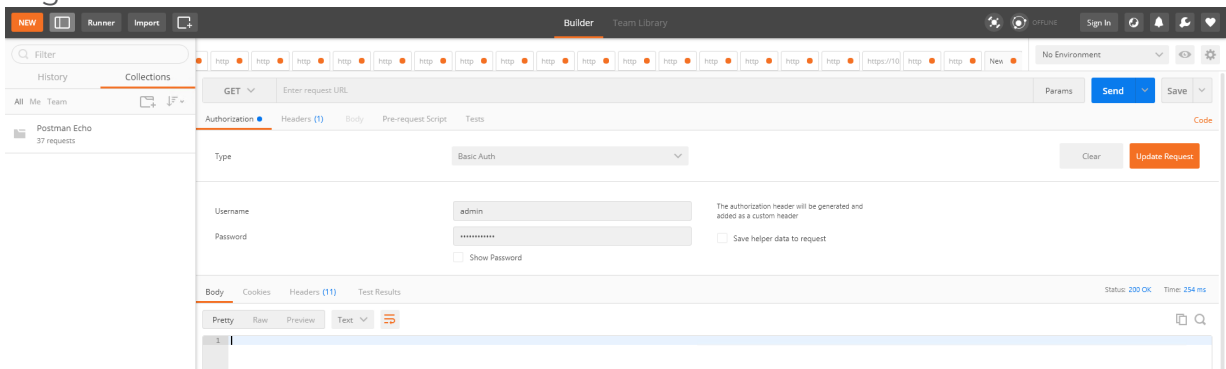 NEW Runner Import Builder Team Library OFFLINE Sign In
Filter
History Collections
All Me Team
Postman Echo
37 requests
http http http http http http http http http http http http http http http http https://10 http http New No Environment
GET Enter request URL Params Send Save
Authorization Headers (1) Body Pre-request Script Tests Code
Type Basic Auth Clear Update Request
Username admin The authorization header will be generated and
added as a custom header
Password •••••••••••• Save helper data to request
Show Password
Body Cookies Headers (11) Test Results Status: 200 OK Time: 254 ms
Pretty Raw Preview Text
1